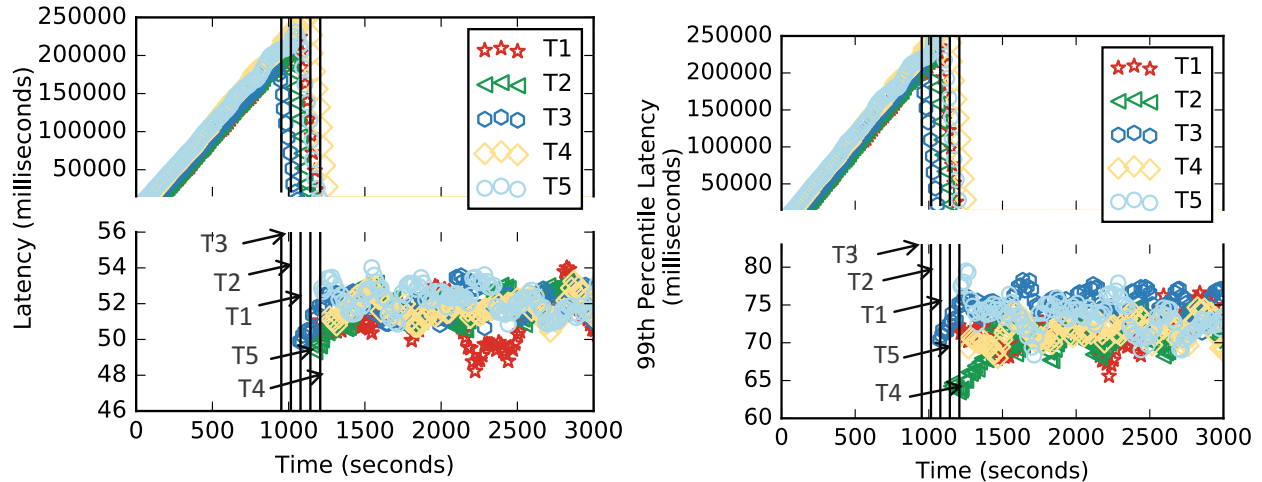 250000
200000
150000
100000
50000
56
54
52
50
48
46
Latency (milliseconds)
T1
T2
T3
T4
T5
T3
T2
T1
T5
T4
0 500 1000 1500 2000 2500 3000
Time (seconds)
250000
200000
150000
100000
50000
80
75
70
65
60
99th Percentile Latency
(milliseconds)
T1
T2
T3
T4
T5
T3
T2
T1
T5
T4
0 500 1000 1500 2000 2500 3000
Time (seconds)